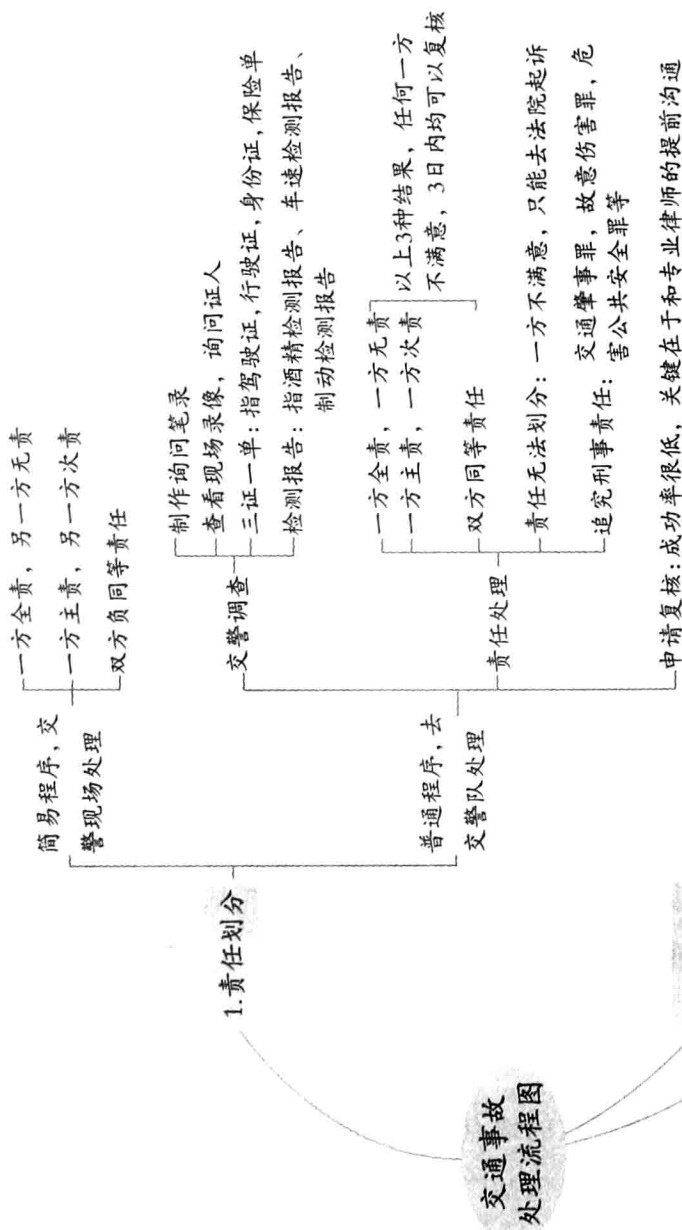 交通事故
处理流程图
1.责任划分
简易程序,交
警现场处理
一方全责,另一方无责
一方主责,另一方次责
双方负同等责任
普通程序,去
交警队处理
交警调查
制作询问笔录
查看现场录像,询问证人
三证一单:指驾驶证,行驶证,身份证,保险单
检测报告:指酒精检测报告、车速检测报告、
制动检测报告
责任处理
一方全责,一方无责
一方主责,一方次责
双方同等责任
以上3种结果,任何一方
不满意,3日内均可以复核
责任无法划分:一方不满意,只能去法院起诉
追究刑事责任:
交通肇事罪,故意伤害罪,危
害公共安全罪等
申请复核:成功率很低,关键在于和专业律师的提前沟通